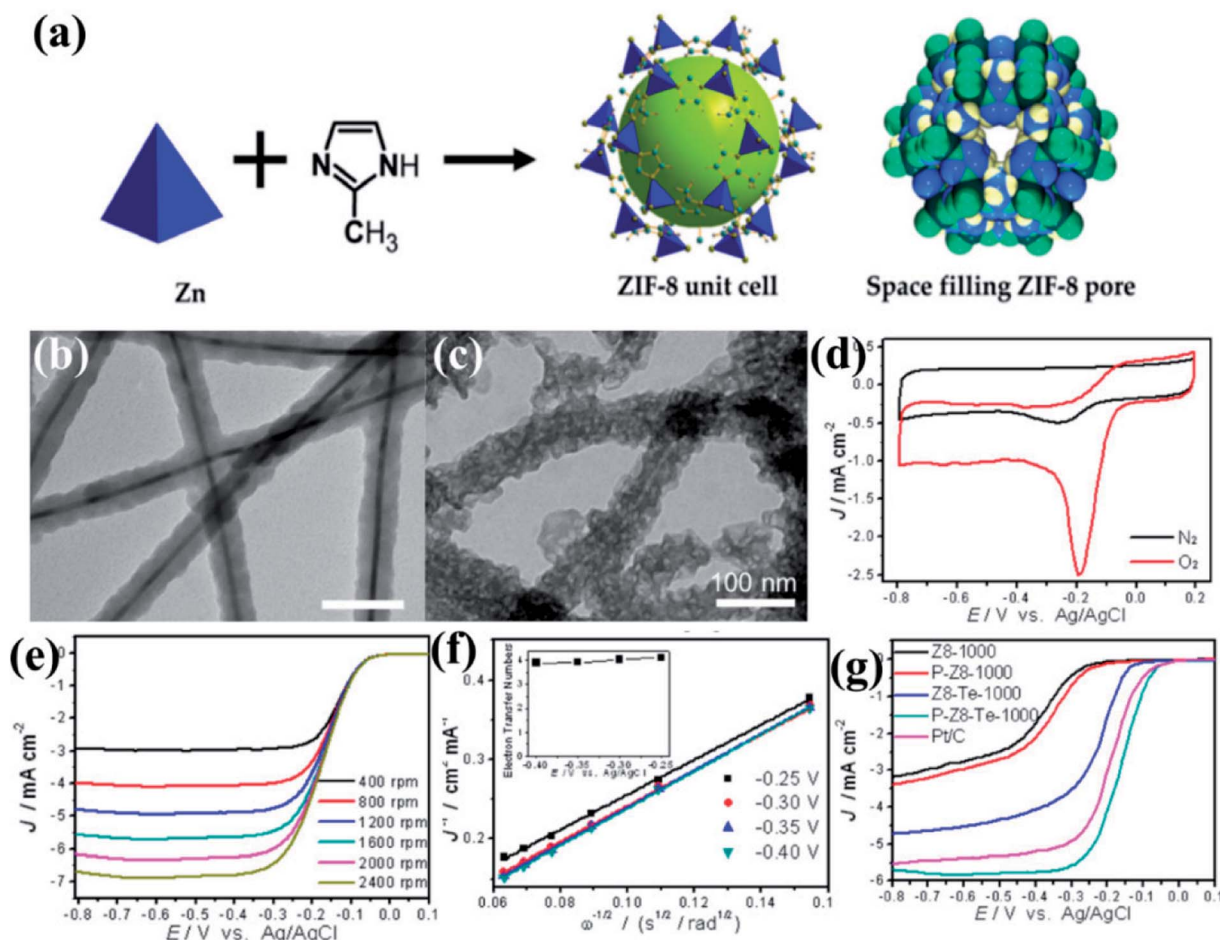 (a)
Zn
+
N
NH
CH3
ZIF-8 unit cell
Space filling ZIF-8 pore
(b)
(c)
100 nm
(d)
0.5
0.0
-0.5
-1.0
-1.5
-2.0
-2.5
J / mA cm-2
N2
O2
-0.8 -0.6 -0.4 -0.2 0.0 0.2
E / V vs. Ag/AgCl
(e)
0
-1
-2
-3
-4
-5
-6
-7
J / mA cm-2
400 rpm
800 rpm
1200 rpm
1600 rpm
2000 rpm
2400 rpm
-0.8 -0.7 -0.6 -0.5 -0.4 -0.3 -0.2 -0.1 0.0 0.1
E / V vs. Ag/AgCl
(f)
0.4
0.3
0.2
J-1 / (cm2 mA-1)
Electron Transfer Numbers
4
3
2
1
0
-0.40 -0.35 -0.30 -0.25
E / V vs. Ag/AgCl
-0.25 V
-0.30 V
-0.35 V
-0.40 V
0.06 0.08 0.10 0.12 0.14 0.16
ω-1/2 / (s1/2 / rad1/2)
(g)
0
-1
-2
-3
-4
-5
-6
J / mA cm-2
Z8-1000
P-Z8-1000
Z8-Te-1000
P-Z8-Te-1000
Pt/C
-0.8 -0.7 -0.6 -0.5 -0.4 -0.3 -0.2 -0.1 0.0 0.1
E / V vs. Ag/AgCl